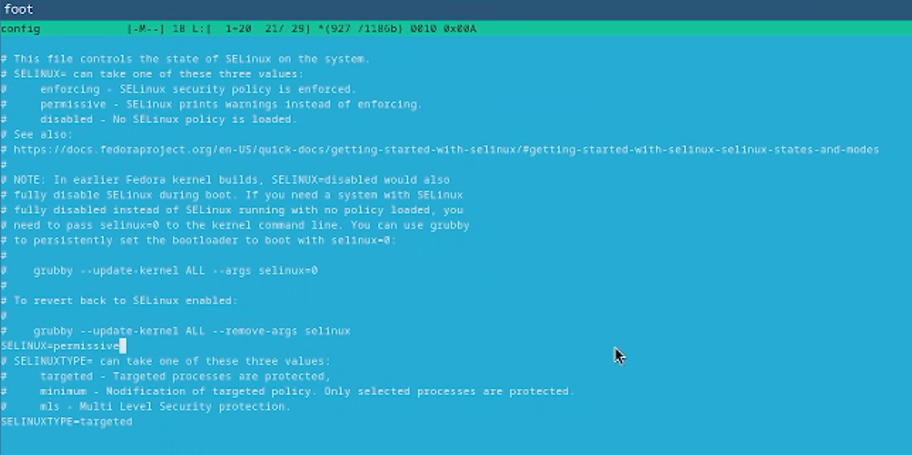 foot
config [-M--] 18 L:[ 1+20 21/ 29] *(927 /1186b) 0010 0x00A
# This file controls the state of SELinux on the system.
# SELINUX= can take one of these three values:
# enforcing - SELinux security policy is enforced.
# permissive - SELinux prints warnings instead of enforcing.
# disabled - No SELinux policy is loaded.
# See also:
# https://docs.fedoraproject.org/en-US/quick-docs/getting-started-with-selinux/#getting-started-with-selinux-selinux-states-and-modes
#
# NOTE: In earlier Fedora kernel builds, SELINUX=disabled would also
# fully disable SELinux during boot. If you need a system with SELinux
# fully disabled instead of SELinux running with no policy loaded, you
# need to pass selinux=0 to the kernel command line. You can use grubby
# to persistently set the bootloader to boot with selinux=0:
#
# grubby --update-kernel ALL --args selinux=0
#
# To revert back to SELinux enabled:
#
# grubby --update-kernel ALL --remove-args selinux
SELINUX=permissive
# SELINUXTYPE= can take one of these three values:
# targeted - Targeted processes are protected,
# minimum - Modification of targeted policy. Only selected processes are protected.
# mls - Multi Level Security protection.
SELINUXTYPE=targeted